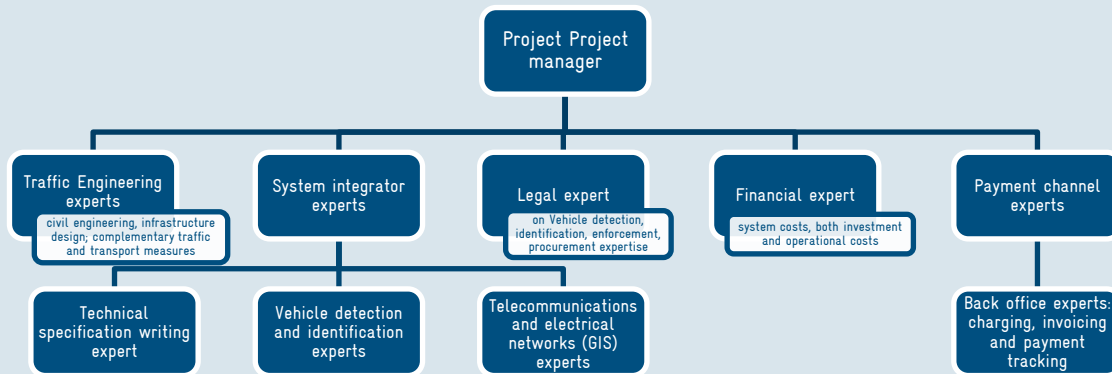 Project Project
manager
Traffic Engineering
experts
civil engineering, infrastructure
design; complementary traffic
and transport measures
System integrator
experts
Legal expert
on Vehicle detection,
identification, enforcement,
procurement expertise
Financial expert
system costs, both investment
and operational costs
Payment channel
experts
Technical
specification writing
expert
Vehicle detection
and identification
experts
Telecommunications
and electrical
networks (GIS)
experts
Back office experts:
charging, invoicing
and payment
tracking